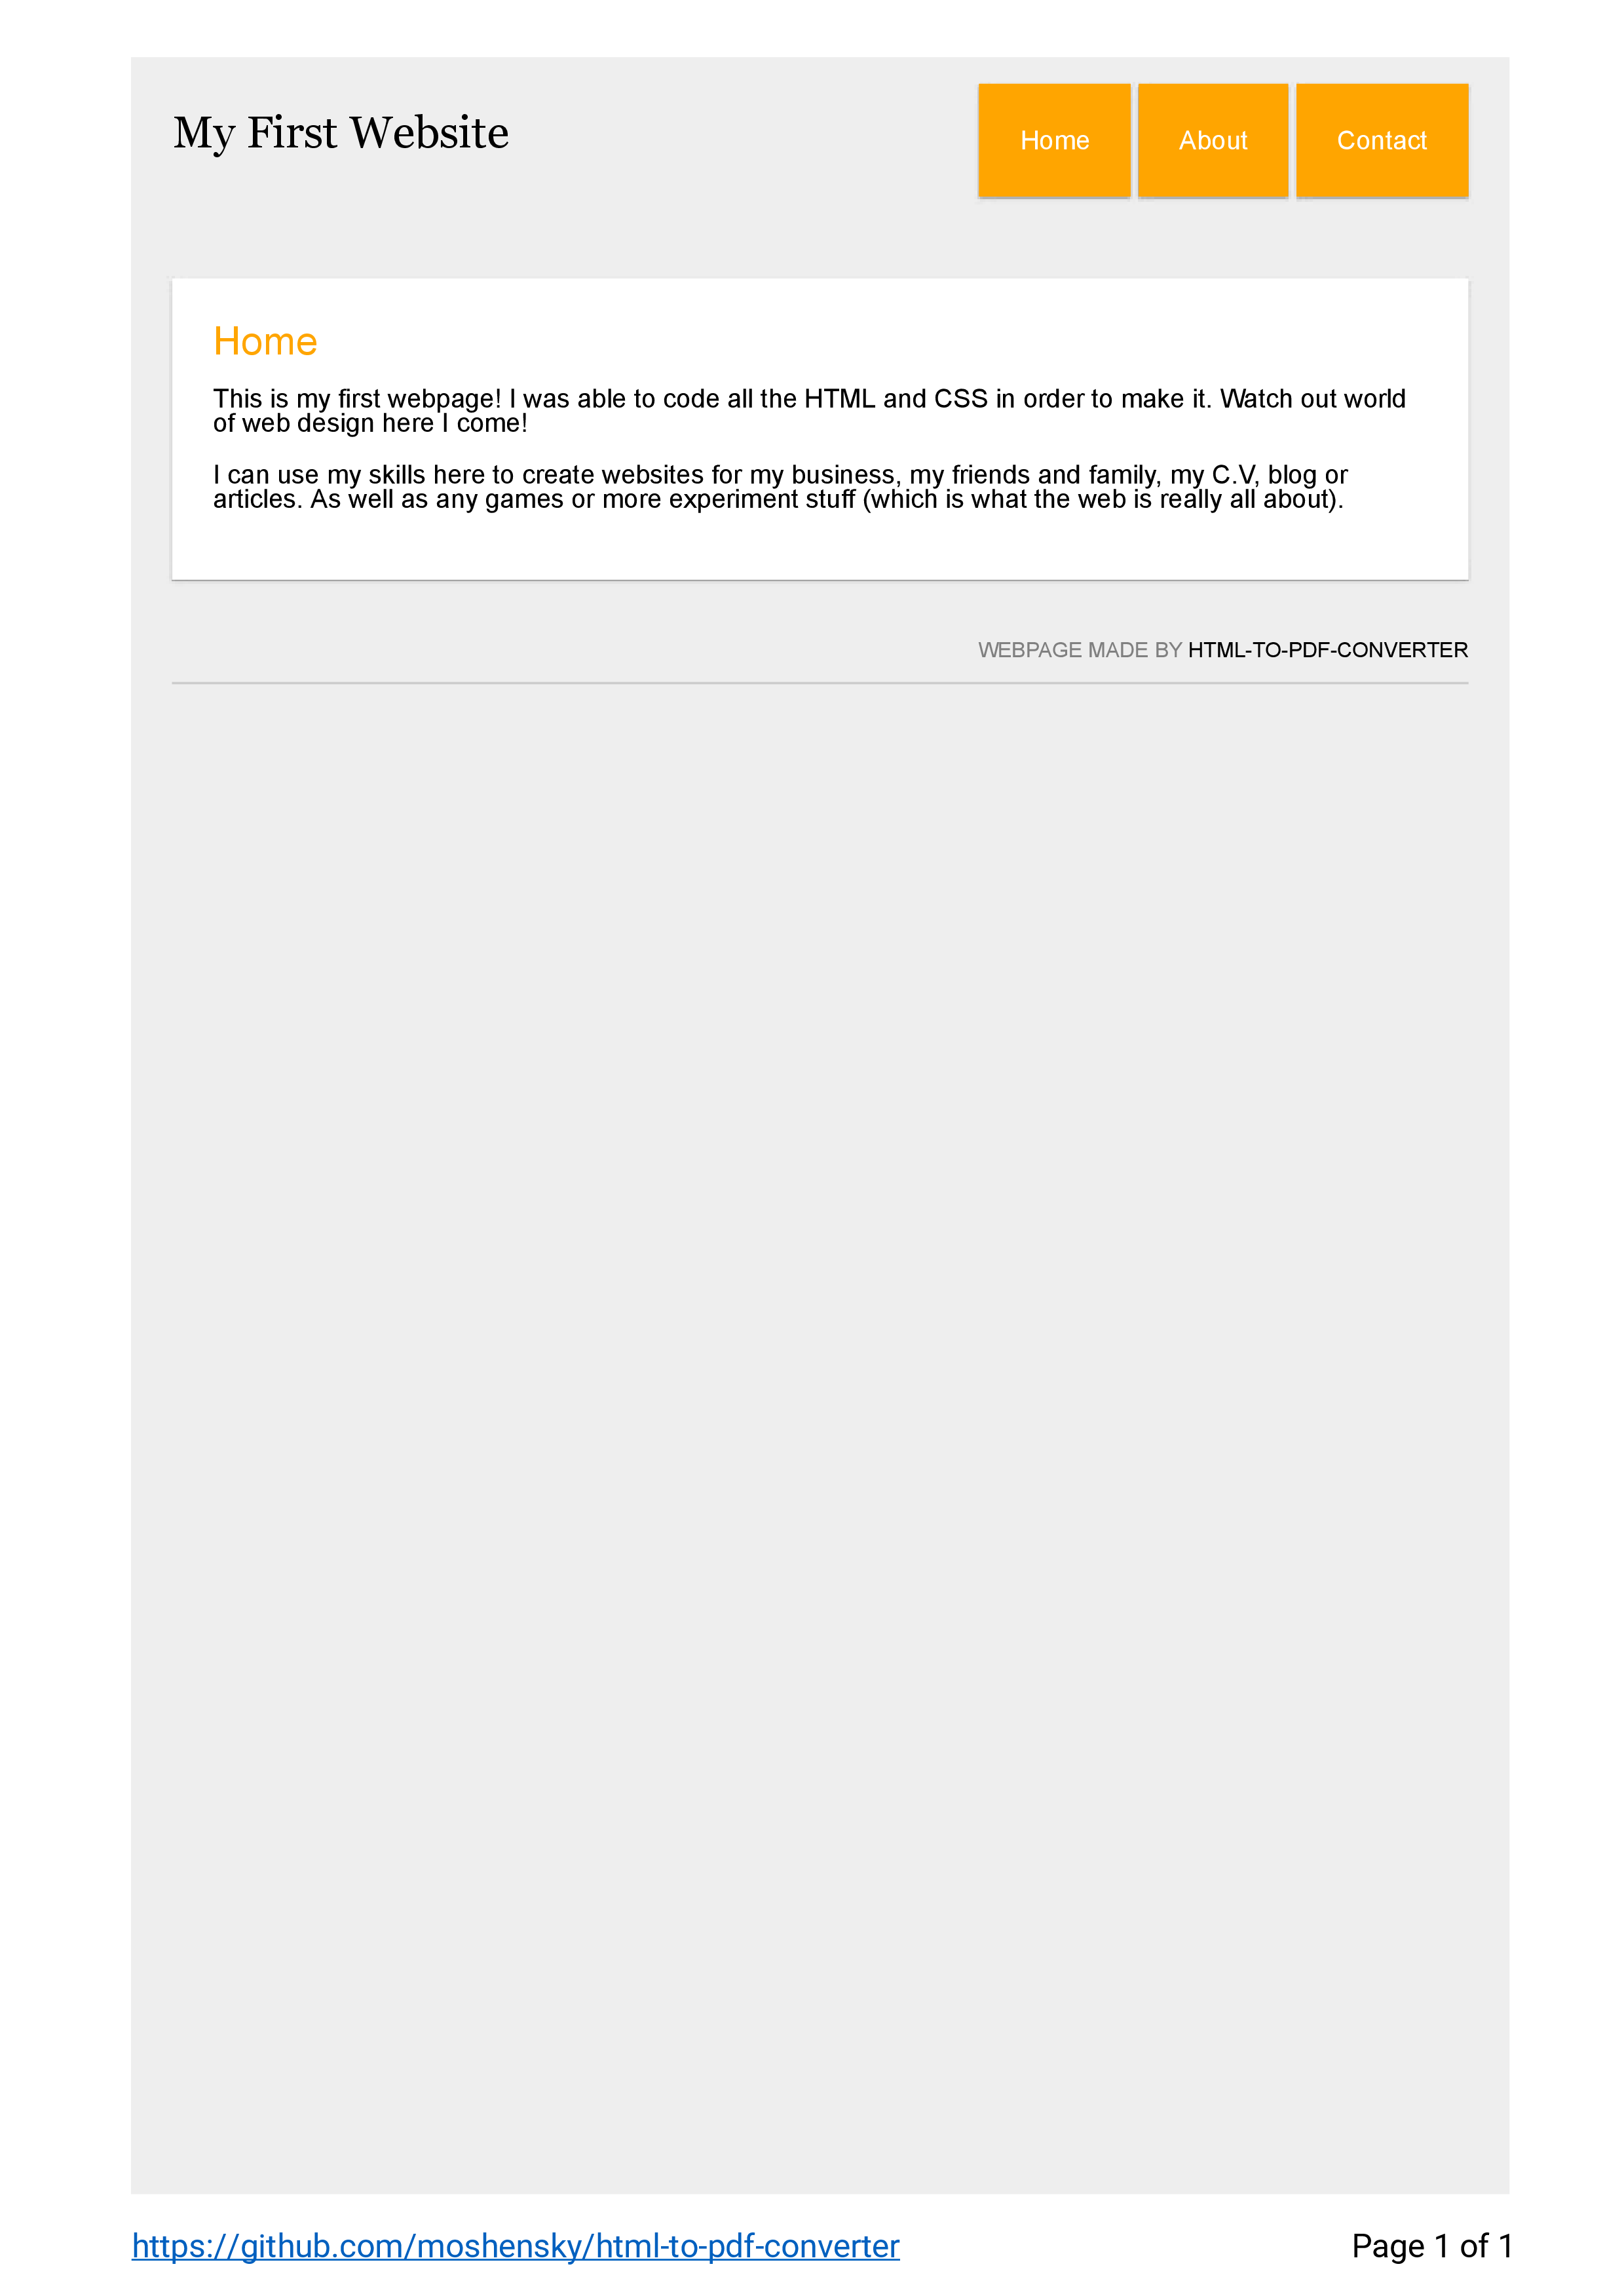 My First Website
Home
About
Contact
Home
This is my first webpage! I was able to code all the HTML and CSS in order to make it. Watch out world
of web design here I come!
I can use my skills here to create websites for my business, my friends and family, my C.V, blog or
articles. As well as any games or more experiment stuff (which is what the web is really all about).
WEBPAGE MADE BY HTML-TO-PDF-CONVERTER
https://github.com/moshensky/html-to-pdf-converter
Page 1 of 1